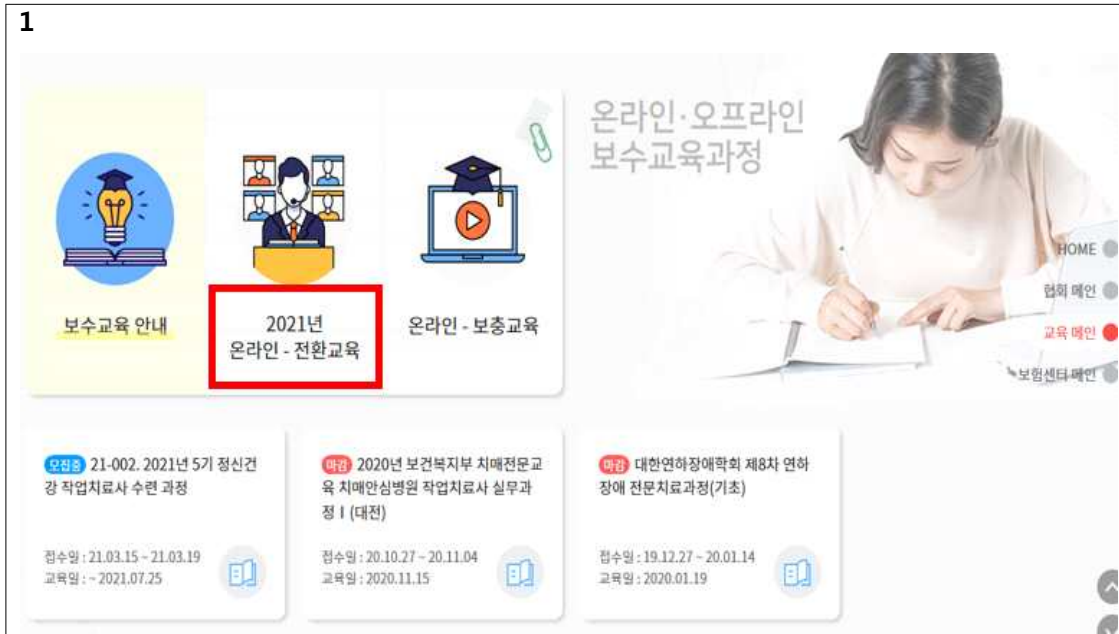 1
온라인·오프라인
보수교육과정
보수교육 안내
2021년
온라인 - 전환교육
온라인 - 보충교육
HOME
협회 메인
교육 메인
보험센터 메인
모집중 21-002. 2021년 5기 정신건
강 작업치료사 수련 과정
접수일 : 21.03.15 ~ 21.03.19
교육일 : ~ 2021.07.25
마감 2020년 보건복지부 치매전문교
육 치매안심병원 작업치료사 실무과
정 I (대전)
접수일 : 20.10.27 ~ 20.11.04
교육일 : 2020.11.15
마감 대한연하장애학회 제8차 연하
장애 전문치료과정(기초)
접수일 : 19.12.27 ~ 20.01.14
교육일 : 2020.01.19